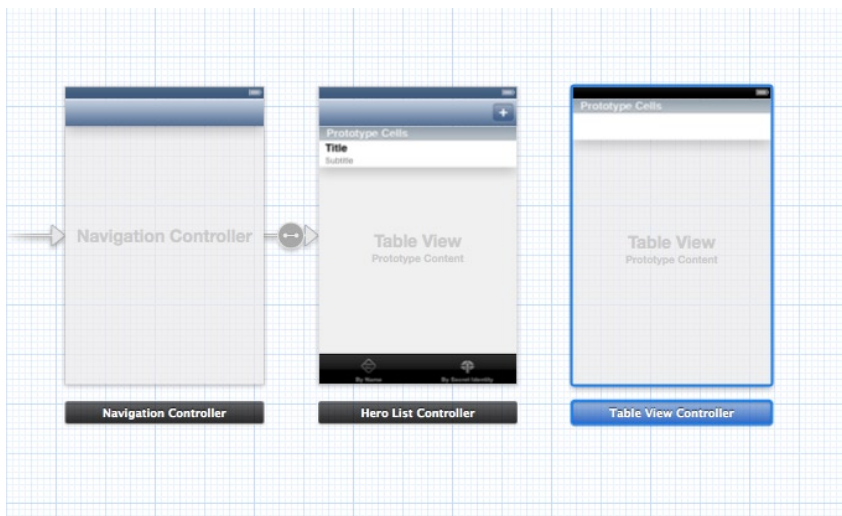 Navigation Controller
Navigation Controller
+
Prototype Cells
Title
Subtitle
Table View
Prototype Content
By Name
By Secret Identity
Hero List Controller
Prototype Cells
Table View
Prototype Content
Table View Controller